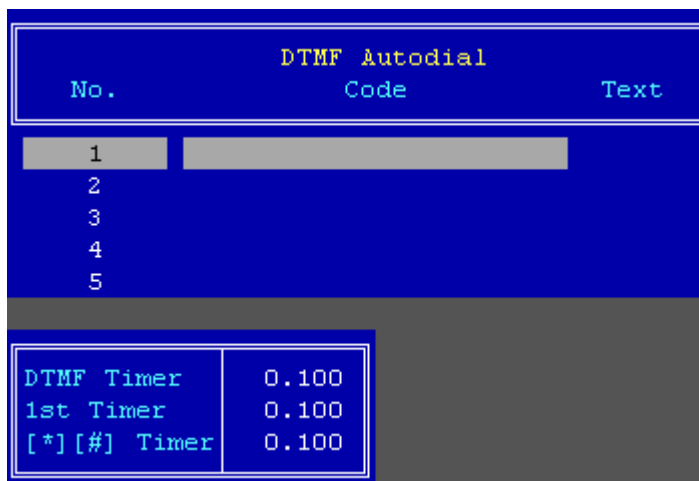 DTMF Autodial
No. Code Text
1
2
3
4
5
DTMF Timer 0.100
1st Timer 0.100
[*][#] Timer 0.100